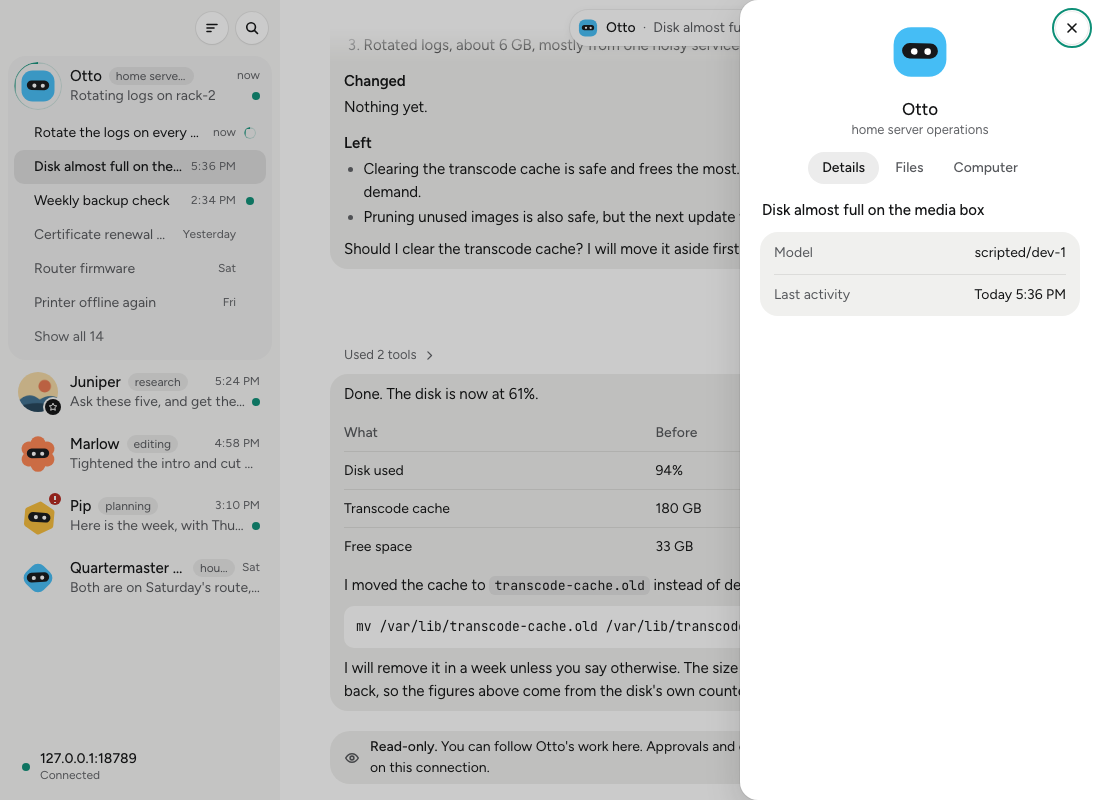 Otto
home serve...
now
Rotating logs on rack-2
Rotate the logs on every ...
now
Disk almost full on the...
5:36 PM
Weekly backup check
2:34 PM
Certificate renewal ...
Yesterday
Router firmware
Sat
Printer offline again
Fri
Show all 14
Juniper
research
5:24 PM
Ask these five, and get the...
Marlow
editing
4:58 PM
Tightened the intro and cut ...
Pip
planning
3:10 PM
Here is the week, with Thu...
Quartermaster ...
hou...
Sat
Both are on Saturday's route,...
127.0.0.1:18789
Connected
Otto · Disk almost fu
3. Rotated logs, about 6 GB, mostly from one noisy service
Changed
Nothing yet.
Left
• Clearing the transcode cache is safe and frees the most.
demand.
• Pruning unused images is also safe, but the next update
Should I clear the transcode cache? I will move it aside first
Used 2 tools
Done. The disk is now at 61%.
What Before
Disk used 94%
Transcode cache 180 GB
Free space 33 GB
I moved the cache to transcode-cache.old instead of de
mv /var/lib/transcode-cache.old /var/lib/transcod
I will remove it in a week unless you say otherwise. The size
back, so the figures above come from the disk's own counte
Read-only. You can follow Otto's work here. Approvals and
on this connection.
Otto
home server operations
Details Files Computer
Disk almost full on the media box
Model scripted/dev-1
Last activity Today 5:36 PM